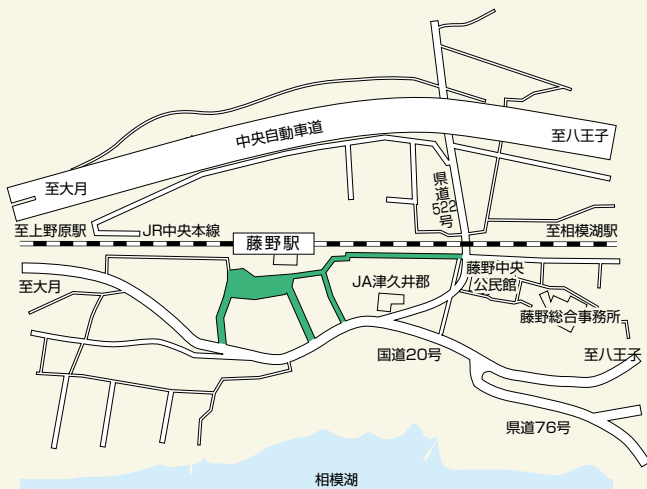 中央自動車道
至八王子
至大月
県道
522
号
至上野原駅
JR中央本線
藤野駅
至相模湖駅
至大月
JA津久井郡
藤野中央
公民館
藤野総合事務所
国道20号
至八王子
県道76号
相模湖